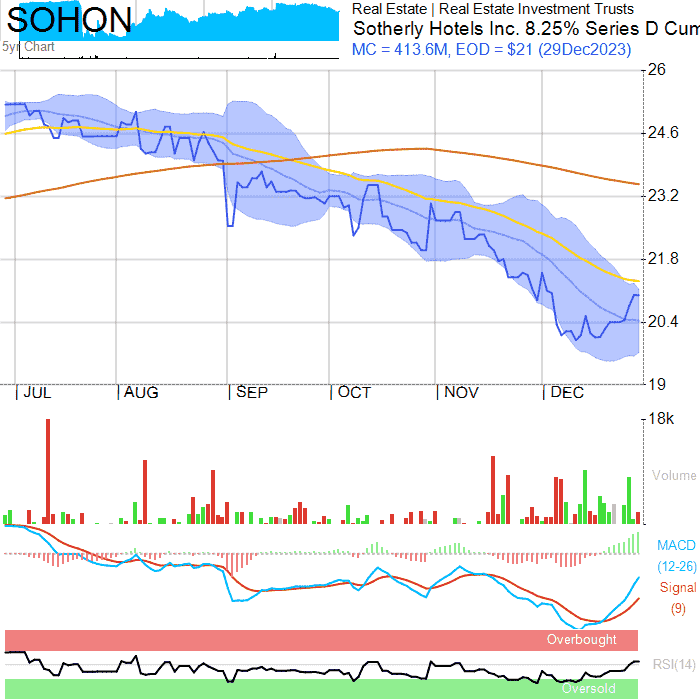 SOHON
5yr Chart
Real Estate | Real Estate Investment Trusts
Sotherly Hotels Inc. 8.25% Series D Cum
MC = 413.6M, EOD = $21 (29Dec2023)
26
24.6
23.2
21.8
20.4
19
JUL AUG SEP OCT NOV DEC
18k
Volume
MACD
(12-26)
Signal
(9)
Overbought
RSI(14)
Oversold